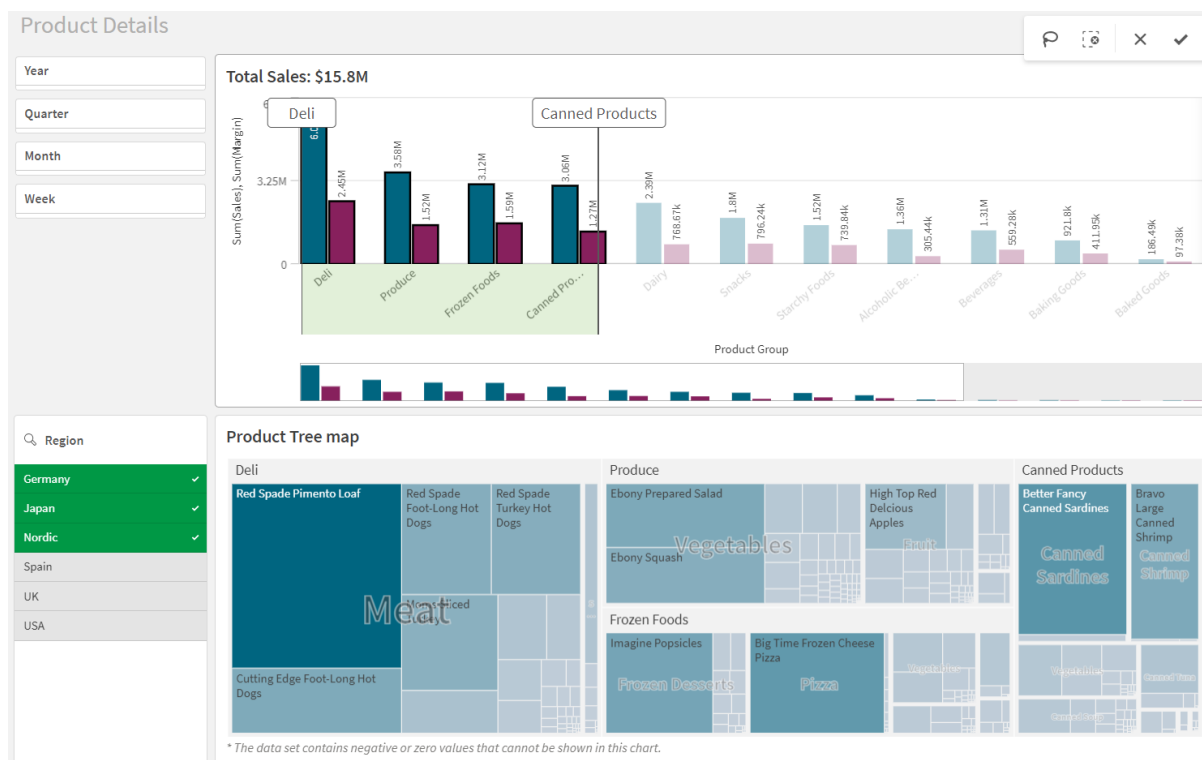 Product Details
Year
Quarter
Month
Week
Total Sales: $15.8M
Deli
Canned Products
Sum(Sales), Sum(Margin)
3.25M
0
2.45M
3.58M
1.52M
3.12M
1.59M
3.06M
1.27M
2.39M
768.67k
1.8M
796.24k
1.52M
739.84k
1.36M
305.44k
1.31M
559.28k
921.8k
411.95k
186.49k
97.38k
Deli
Produce
Frozen Foods
Canned Pro...
Dairy
Snacks
Starchy Foods
Alcoholic Be...
Beverages
Baking Goods
Baked Goods
Product Group
Region
Germany
Japan
Nordic
Spain
UK
USA
Product Tree map
Deli
Red Spade Pimento Loaf
Red Spade
Foot-Long Hot
Dogs
Red Spade
Turkey Hot
Dogs
Meat
Cutting Edge Foot-Long Hot
Dogs
Produce
Ebony Prepared Salad
Vegetables
Ebony Squash
High Top Red
Delcious
Apples
Fruit
Frozen Foods
Imagine Popsicles
Frozen Desserts
Big Time Frozen Cheese
Pizza
Pizza
Vegetables
Canned Products
Better Fancy
Canned Sardines
Canned
Sardines
Bravo
Large
Canned
Shrimp
Canned
Shrimp
Vegetables
Canned Tuna
Canned Soup
* The data set contains negative or zero values that cannot be shown in this chart.